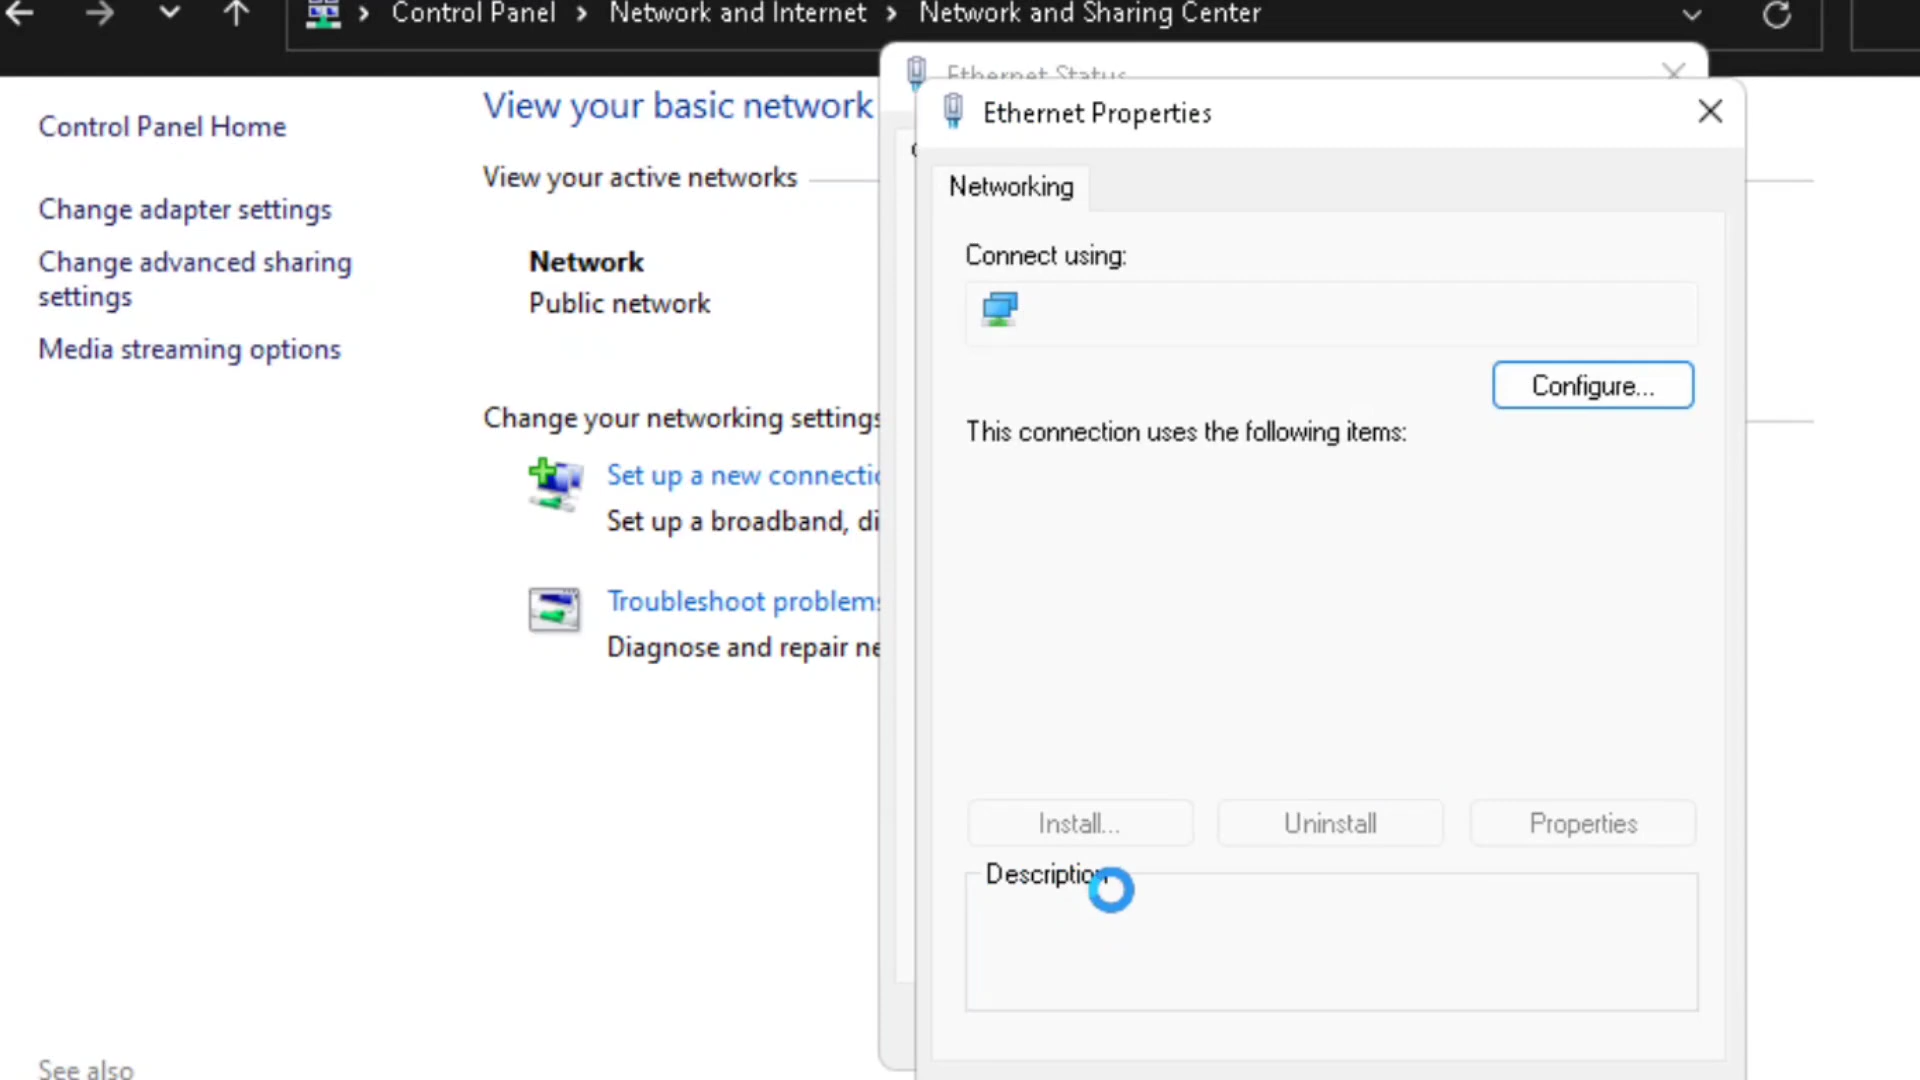 Control Panel > Network and Internet > Network and Sharing Center
Control Panel Home
Change adapter settings
Change advanced sharing
settings
Media streaming options
See also
View your basic network
View your active networks
Network
Public network
Change your networking settings
Set up a new connectio
Set up a broadband, di
Troubleshoot problems
Diagnose and repair ne
Ethernet Status
Ethernet Properties
Networking
Connect using:
Configure...
This connection uses the following items:
Install...
Uninstall
Properties
Description